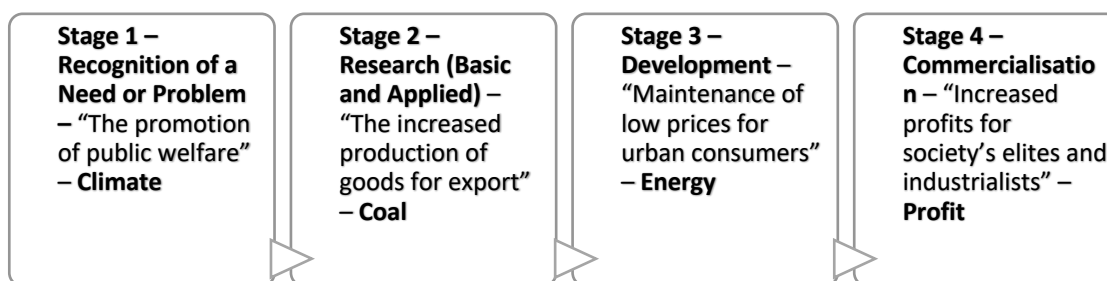 Stage 1 –
Recognition of a
Need or Problem
– “The promotion
of public welfare”
– Climate
Stage 2 –
Research (Basic
and Applied) –
“The increased
production of
goods for export”
– Coal
Stage 3 –
Development –
“Maintenance of
low prices for
urban consumers”
– Energy
Stage 4 –
Commercialisatio
n – “Increased
profits for
society’s elites and
industrialists” –
Profit